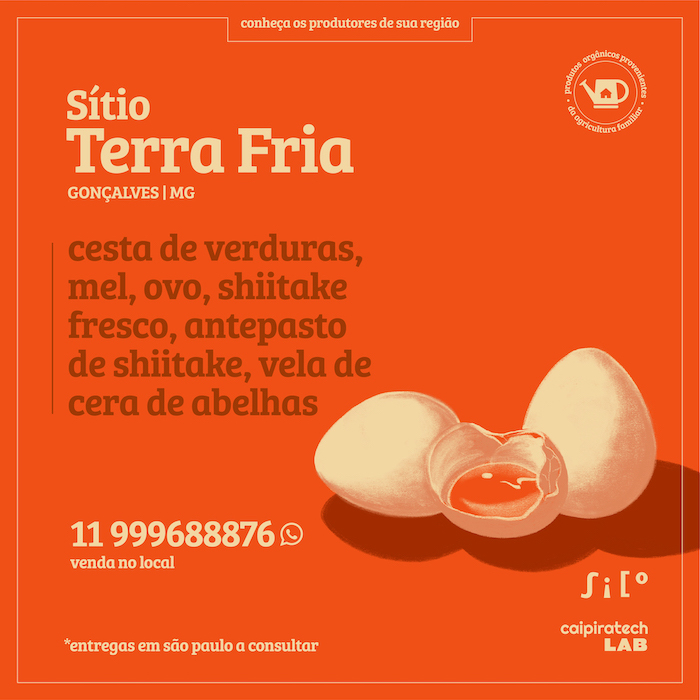 conheça os produtores de sua região
produtos orgânicos provenientes
da agricultura familiar
Sítio
Terra Fria
GONÇALVES | MG
cesta de verduras,
mel, ovo, shiitake
fresco, antepasto
de shiitake, vela de
cera de abelhas
11 999688876
venda no local
*entregas em são paulo a consultar
caipiratech
LAB